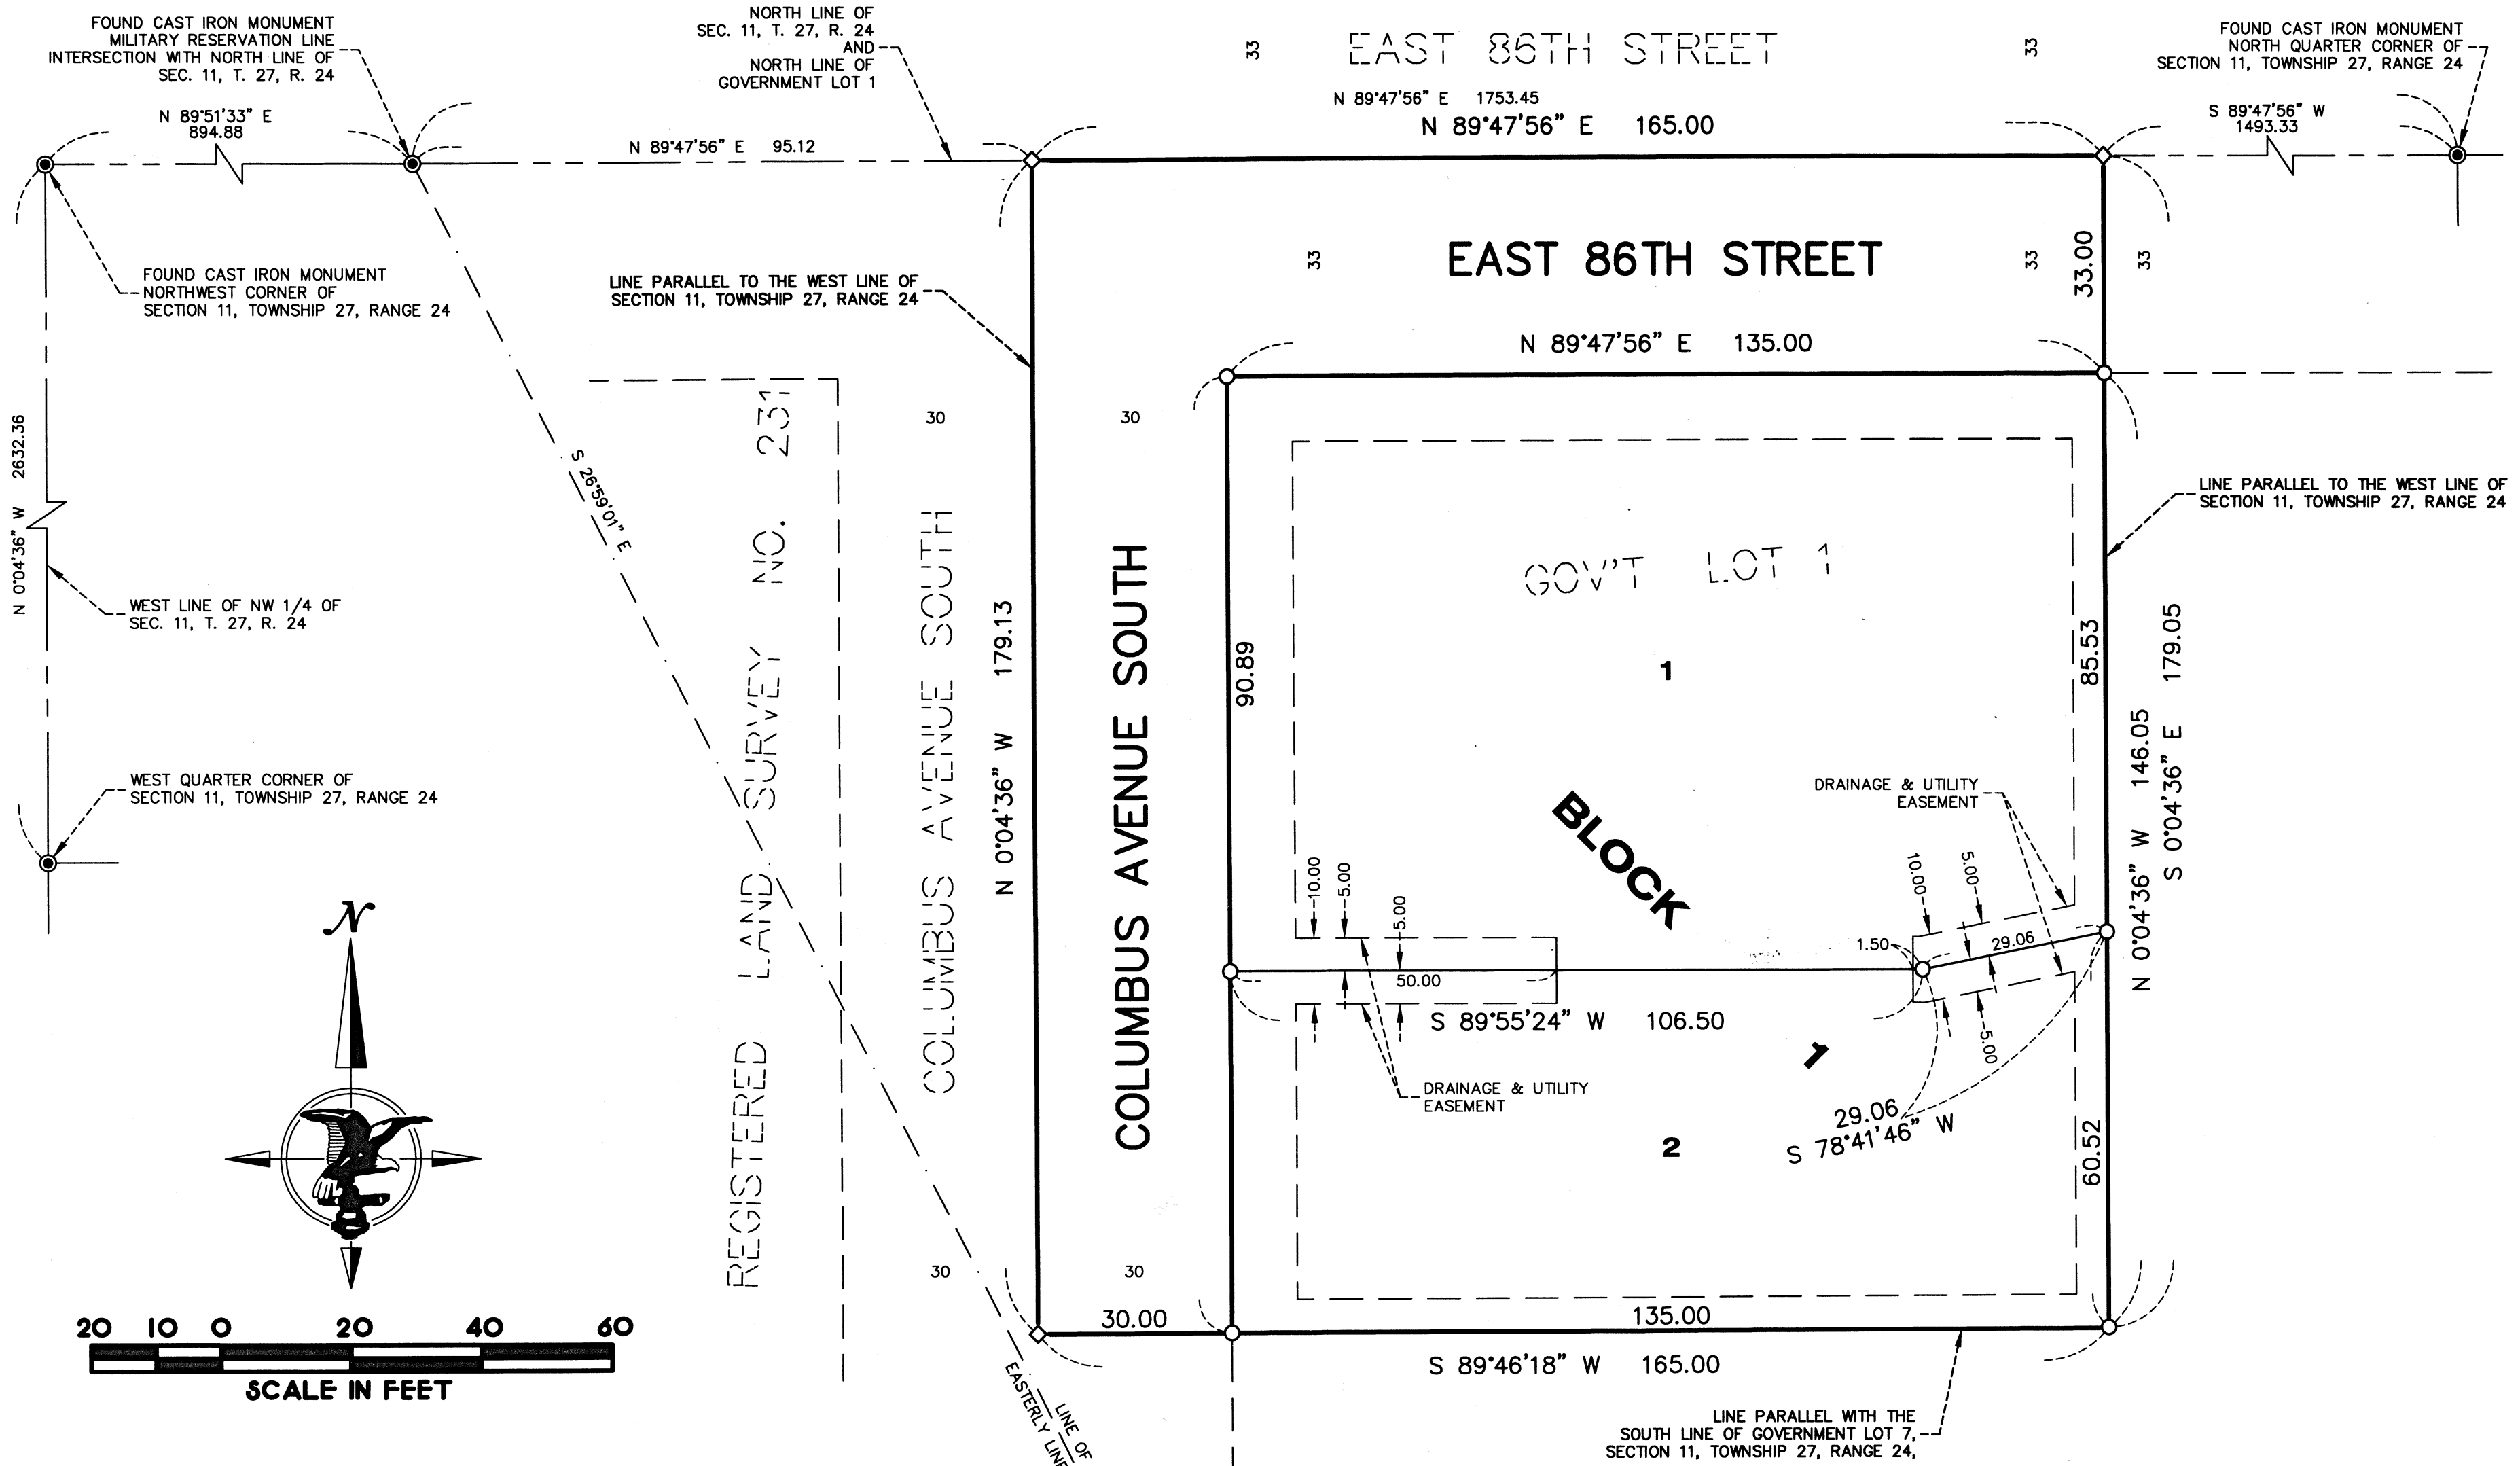 FOUND CAST IRON MONUMENT
MILITARY RESERVATION LINE
INTERSECTION WITH NORTH LINE OF
SEC. 11, T. 27, R. 24
NORTH LINE OF
SEC. 11, T. 27, R. 24
AND
NORTH LINE OF
GOVERNMENT LOT 1
33
EAST 86TH STREET
33
FOUND CAST IRON MONUMENT
NORTH QUARTER CORNER OF
SECTION 11, TOWNSHIP 27, RANGE 24
N 89°51'33" E
894.88
N 89°47'56" E 95.12
N 89°47'56" E 1753.45
N 89°47'56" E 165.00
S 89°47'56" W
1493.33
FOUND CAST IRON MONUMENT
NORTHWEST CORNER OF
SECTION 11, TOWNSHIP 27, RANGE 24
LINE PARALLEL TO THE WEST LINE OF
SECTION 11, TOWNSHIP 27, RANGE 24
33
EAST 86TH STREET
33
33.00
33
N 89°47'56" E 135.00
N 0°04'36" W 2632.36
S 26°59'01" E
REGISTERED LAND SURVEY NO. 231
30
30
COLUMBUS AVENUE SOUTH
N 0°04'36" W 179.13
COLUMBUS AVENUE SOUTH
90.89
GOV'T LOT 1
1
85.53
LINE PARALLEL TO THE WEST LINE OF
SECTION 11, TOWNSHIP 27, RANGE 24
N 0°04'36" W 146.05
S 0°04'36" E 179.05
WEST LINE OF NW 1/4 OF
SEC. 11, T. 27, R. 24
WEST QUARTER CORNER OF
SECTION 11, TOWNSHIP 27, RANGE 24
BLOCK
1
DRAINAGE & UTILITY
EASEMENT
10.00
5.00
5.00
50.00
10.00
5.00
1.50
29.06
5.00
S 89°55'24" W 106.50
DRAINAGE & UTILITY
EASEMENT
29.06
S 78°41'46" W
2
60.52
N
30
30
30.00
135.00
S 89°46'18" W 165.00
20 10 0 20 40 60
SCALE IN FEET
LINE OF
EASTERLY LINE
LINE PARALLEL WITH THE
SOUTH LINE OF GOVERNMENT LOT 7,
SECTION 11, TOWNSHIP 27, RANGE 24,